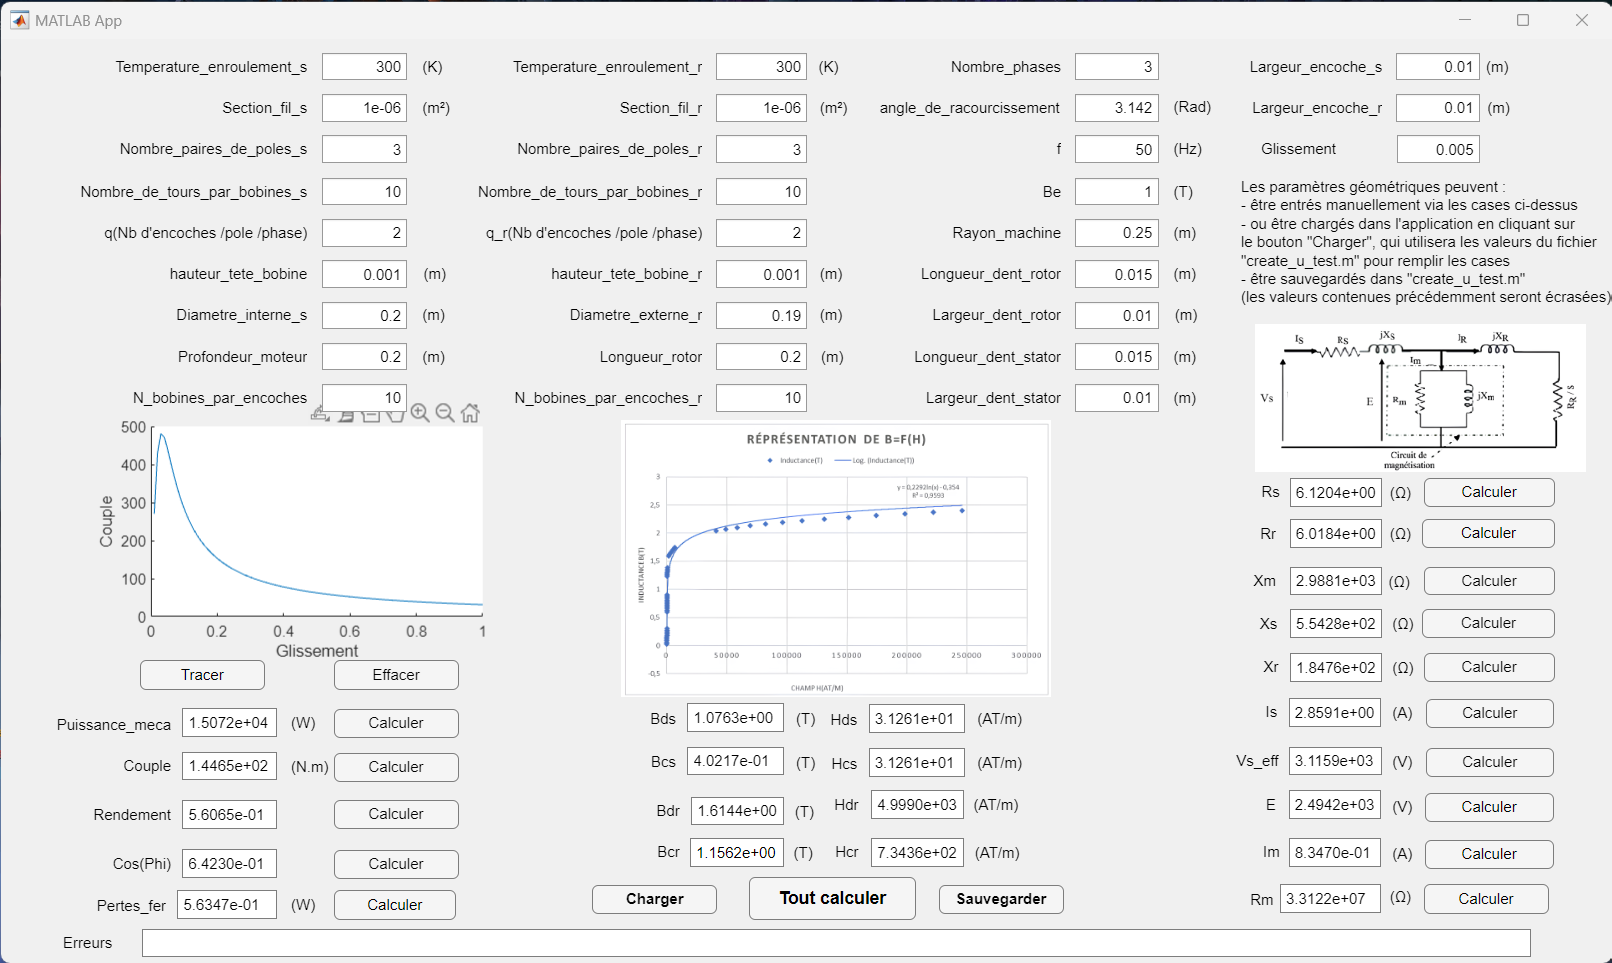 MATLAB App
Temperature_enroulement_s 300 (K)
Section_fil_s 1e-06 (m²)
Nombre_paires_de_poles_s 3
Nombre_de_tours_par_bobines_s 10
q(Nb d'encoches /pole /phase) 2
hauteur_tete_bobine 0.001 (m)
Diametre_interne_s 0.2 (m)
Profondeur_moteur 0.2 (m)
N_bobines_par_encoches 10
Temperature_enroulement_r 300 (K)
Section_fil_r 1e-06 (m²)
Nombre_paires_de_poles_r 3
Nombre_de_tours_par_bobines_r 10
q_r(Nb d'encoches /pole /phase) 2
hauteur_tete_bobine_r 0.001 (m)
Diametre_externe_r 0.19 (m)
Longueur_rotor 0.2 (m)
N_bobines_par_encoches_r 10
Nombre_phases 3
angle_de_racourcissement 3.142 (Rad)
f 50 (Hz)
Be 1 (T)
Rayon_machine 0.25 (m)
Longueur_dent_rotor 0.015 (m)
Largeur_dent_rotor 0.01 (m)
Longueur_dent_stator 0.015 (m)
Largeur_dent_stator 0.01 (m)
Largeur_encoche_s 0.01 (m)
Largeur_encoche_r 0.01 (m)
Glissement 0.005
Les paramètres géométriques peuvent :
- être entrés manuellement via les cases ci-dessus
- ou être chargés dans l'application en cliquant sur
le bouton "Charger", qui utilisera les valeurs du fichier
"create_u_test.m" pour remplir les cases
- être sauvegardés dans "create_u_test.m"
(les valeurs contenues précédemment seront écrasées)
500
400
300
200
100
0
Couple
0 0.2 0.4 0.6 0.8 1
Glissement
Tracer Effacer
Puissance_meca 1.5072e+04 (W) Calculer
Couple 1.4465e+02 (N.m) Calculer
Rendement 5.6065e-01 Calculer
Cos(Phi) 6.4230e-01 Calculer
Pertes_fer 5.6347e-01 (W) Calculer
RÉPRÉSENTATION DE B=F(H)
Inductance(T) Log. (Inductance(T))
y = 0,2292ln(x) - 0,354
R² = 0,9593
3
2,5
2
1,5
1
0,5
0
-0,5
INDUCTANCE B(T)
0 50000 100000 150000 200000 250000 300000
CHAMP H(AT/M)
Bds 1.0763e+00 (T) Hds 3.1261e+01 (AT/m)
Bcs 4.0217e-01 (T) Hcs 3.1261e+01 (AT/m)
Bdr 1.6144e+00 (T) Hdr 4.9990e+03 (AT/m)
Bcr 1.1562e+00 (T) Hcr 7.3436e+02 (AT/m)
Charger Tout calculer Sauvegarder
IS RS jXS IR jXR
Im
Vs E Rm jXm RR / S
Circuit de
magnétisation
Rs 6.1204e+00 (Ω) Calculer
Rr 6.0184e+00 (Ω) Calculer
Xm 2.9881e+03 (Ω) Calculer
Xs 5.5428e+02 (Ω) Calculer
Xr 1.8476e+02 (Ω) Calculer
Is 2.8591e+00 (A) Calculer
Vs_eff 3.1159e+03 (V) Calculer
E 2.4942e+03 (V) Calculer
Im 8.3470e-01 (A) Calculer
Rm 3.3122e+07 (Ω) Calculer
Erreurs